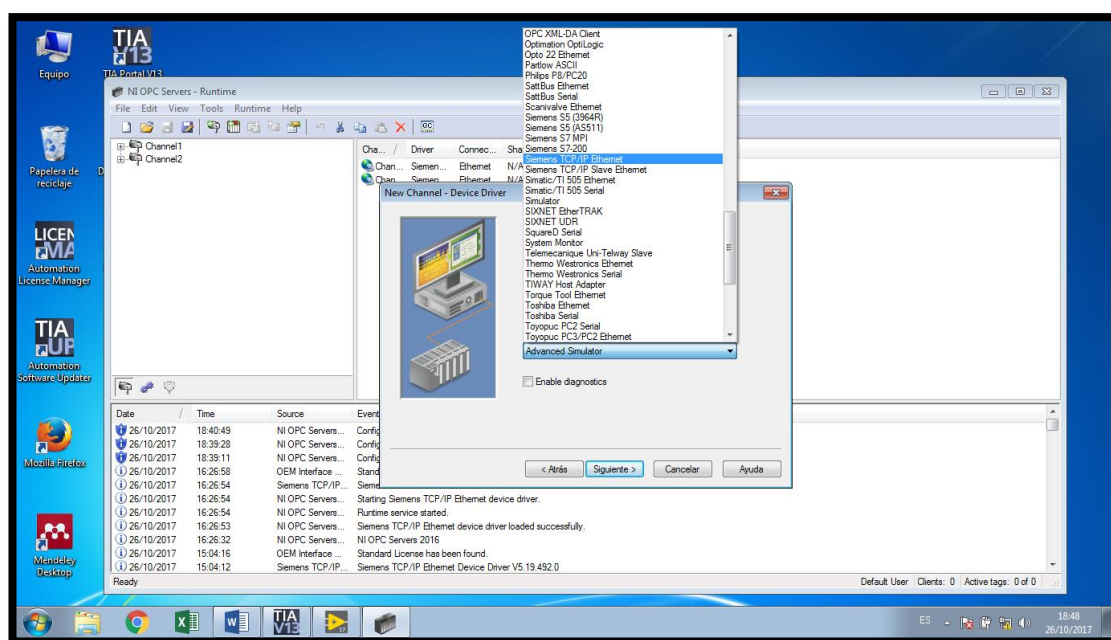 TIA
V13
Equipo
TIA Portal V13
Papelera de
reciclaje
D
LICEN
MA
Automation
License Manager
TIA
UP
Automation
Software Updater
Mozilla Firefox
Mendeley
Desktop
NI OPC Servers - Runtime
File Edit View Tools Runtime Help
Channel1
Channel2
Cha... / Driver Connec... Sha
Chan... Siemen... Ethernet N/A
Chan... Siemen... Ethernet N/A
New Channel - Device Driver
OPC XML-DA Client
Optimation OptiLogic
Opto 22 Ethernet
Partlow ASCII
Philips P8/PC20
SattBus Ethernet
SattBus Serial
Scanivalve Ethernet
Siemens S5 (3964R)
Siemens S5 (AS511)
Siemens S7 MPI
Siemens S7-200
Siemens TCP/IP Ethernet
Siemens TCP/IP Slave Ethernet
Simatic/TI 505 Ethernet
Simatic/TI 505 Serial
Simulator
SIXNET EtherTRAK
SIXNET UDR
SquareD Serial
System Monitor
Telemecanique Uni-Telway Slave
Thermo Westronics Ethernet
Thermo Westronics Serial
TIWAY Host Adapter
Torque Tool Ethernet
Toshiba Ethernet
Toshiba Serial
Toyopuc PC2 Serial
Toyopuc PC3/PC2 Ethernet
Advanced Simulator
Enable diagnostics
< Atrás Siguiente > Cancelar Ayuda
Date / Time Source Event
26/10/2017 18:40:49 NI OPC Servers... Config
26/10/2017 18:39:28 NI OPC Servers... Config
26/10/2017 18:39:11 NI OPC Servers... Config
26/10/2017 16:26:58 OEM Interface ... Stand
26/10/2017 16:26:54 Siemens TCP/IP... Sieme
26/10/2017 16:26:54 NI OPC Servers... Starting Siemens TCP/IP Ethernet device driver.
26/10/2017 16:26:54 NI OPC Servers... Runtime service started.
26/10/2017 16:26:53 NI OPC Servers... Siemens TCP/IP Ethernet device driver loaded successfully.
26/10/2017 16:26:32 NI OPC Servers... NI OPC Servers 2016
26/10/2017 15:04:16 OEM Interface ... Standard License has been found.
26/10/2017 15:04:12 Siemens TCP/IP... Siemens TCP/IP Ethernet Device Driver V5.19.492.0
Ready Default User Clients: 0 Active tags: 0 of 0
TIA
V13
ES
18:48
26/10/2017